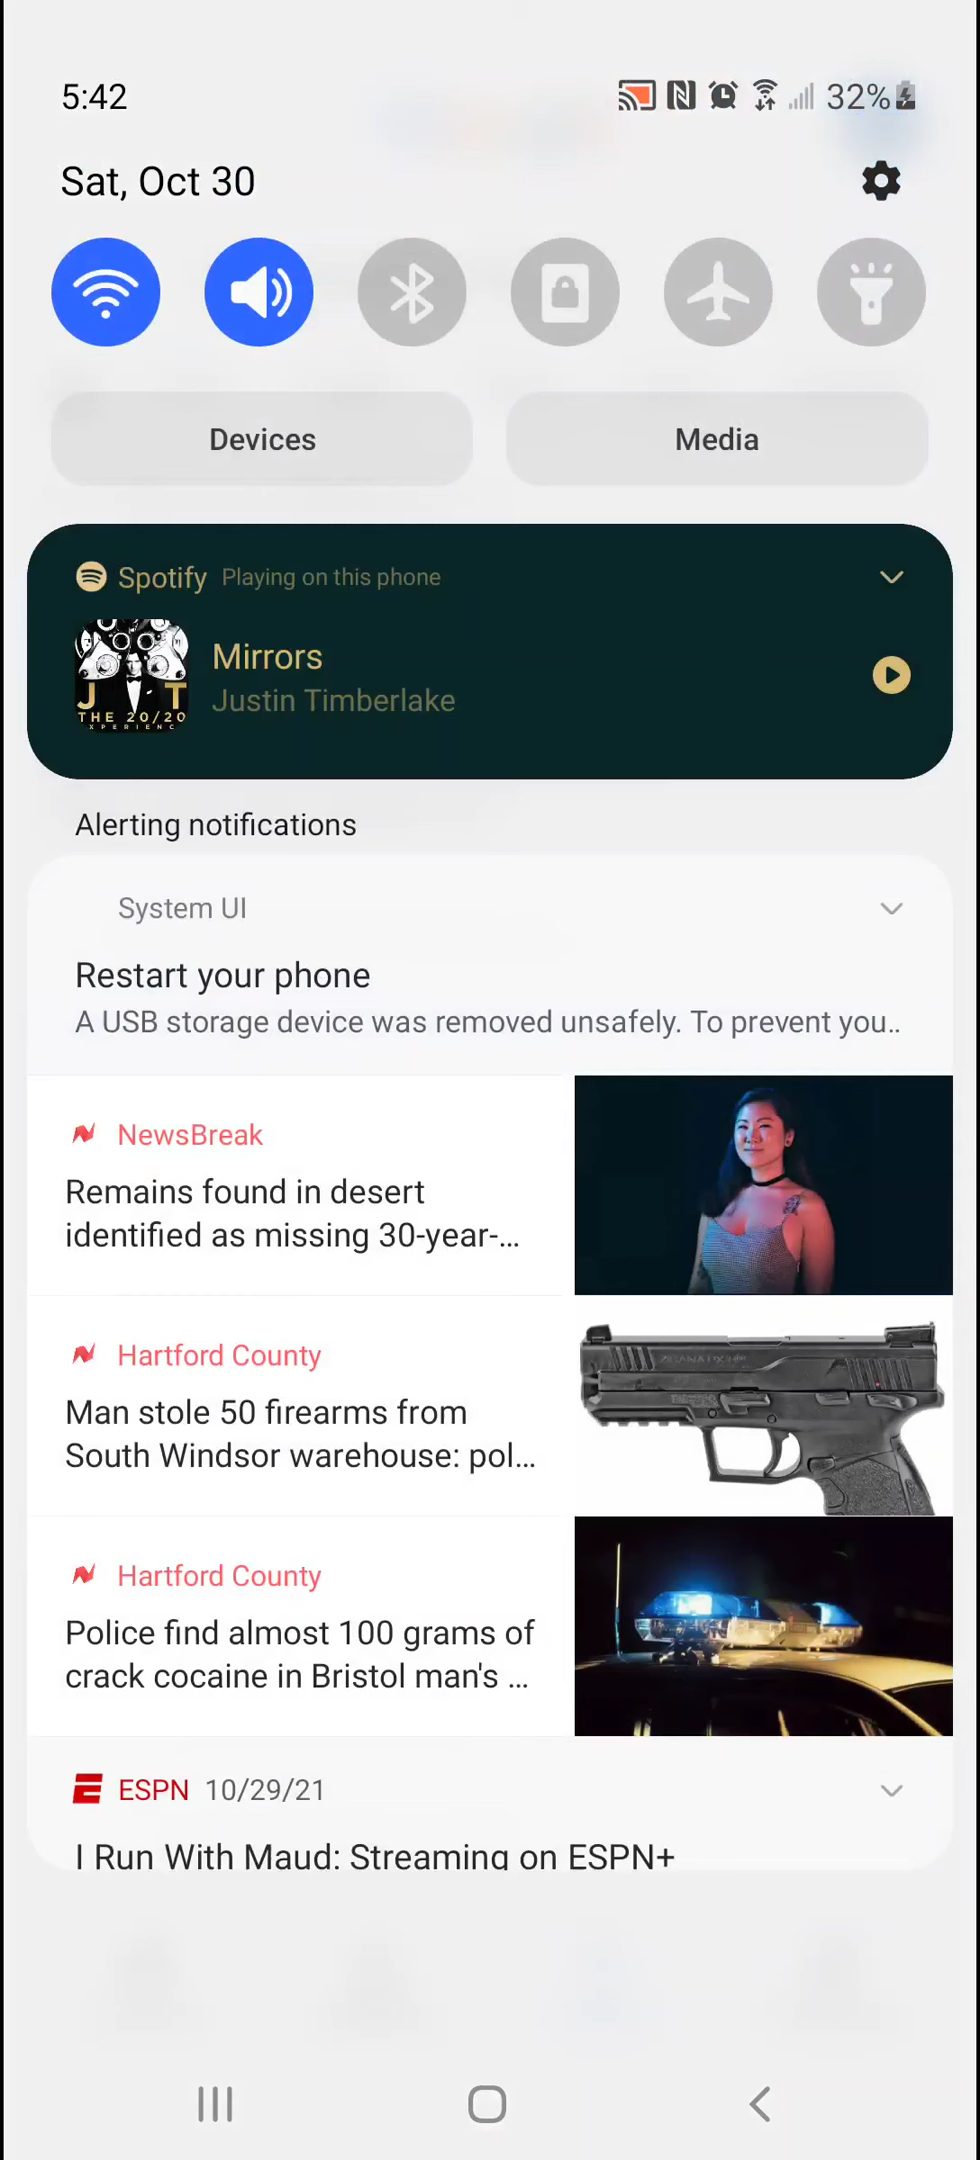 5:42
32%
Sat, Oct 30
Devices
Media
Spotify Playing on this phone
Mirrors
Justin Timberlake
J T
THE 20/20
XPERIENC
Alerting notifications
System UI
Restart your phone
A USB storage device was removed unsafely. To prevent you..
NewsBreak
Remains found in desert
identified as missing 30-year-...
Hartford County
Man stole 50 firearms from
South Windsor warehouse: pol...
Hartford County
Police find almost 100 grams of
crack cocaine in Bristol man's ...
ESPN 10/29/21
I Run With Maud: Streaming on ESPN+